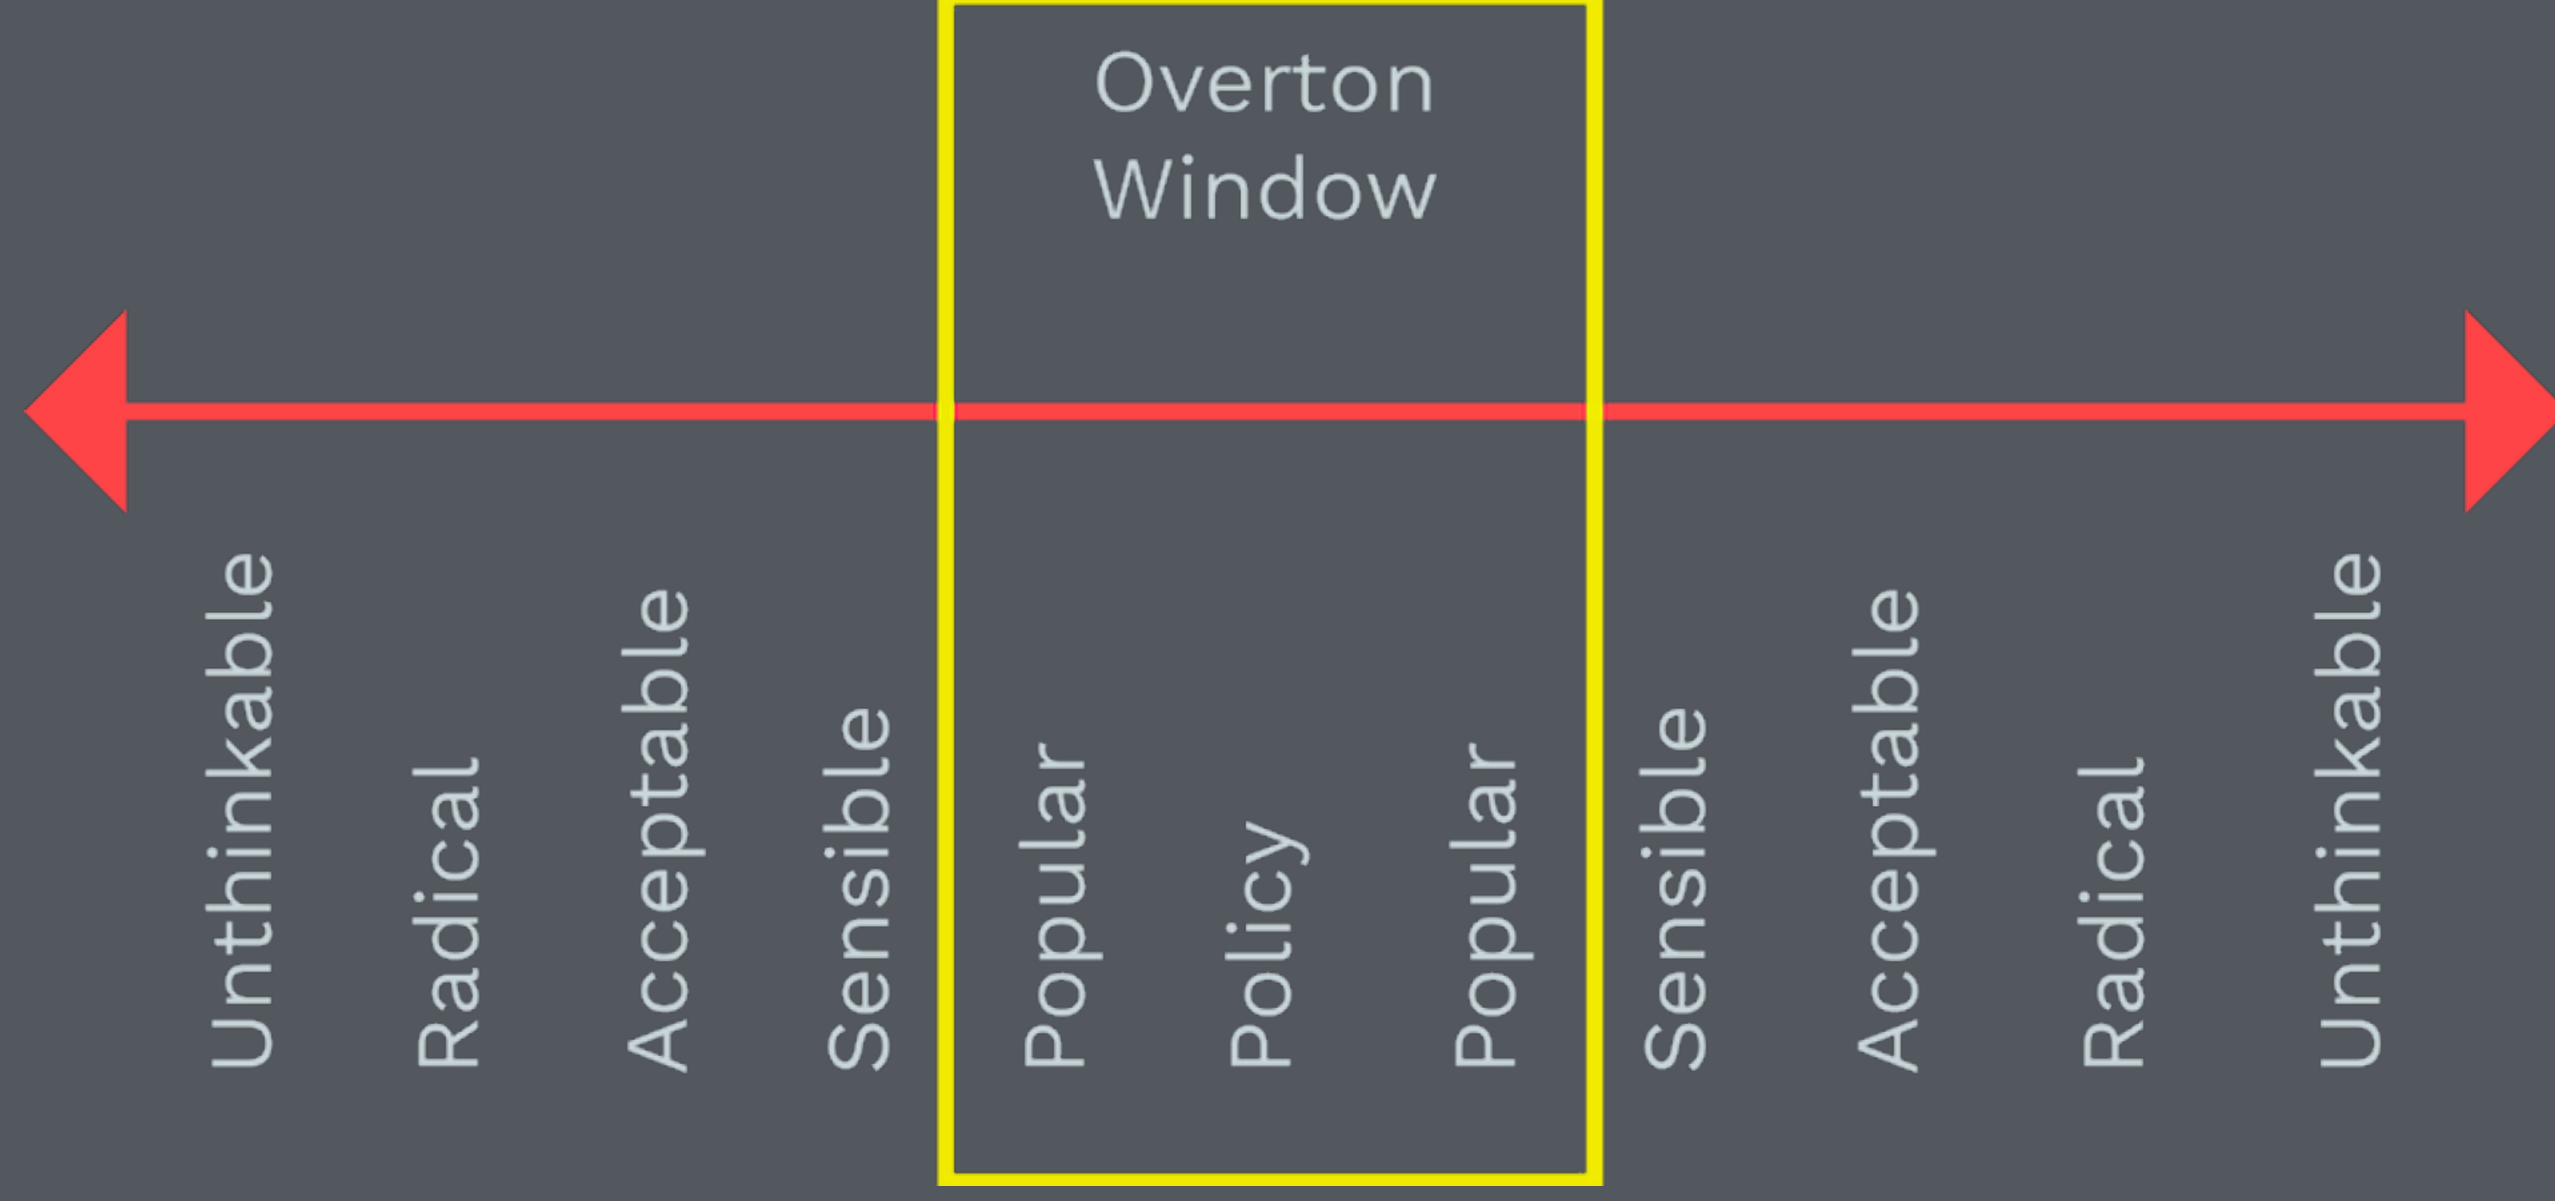 Overton
Window
Unthinkable
Radical
Acceptable
Sensible
Popular
Policy
Popular
Sensible
Acceptable
Radical
Unthinkable